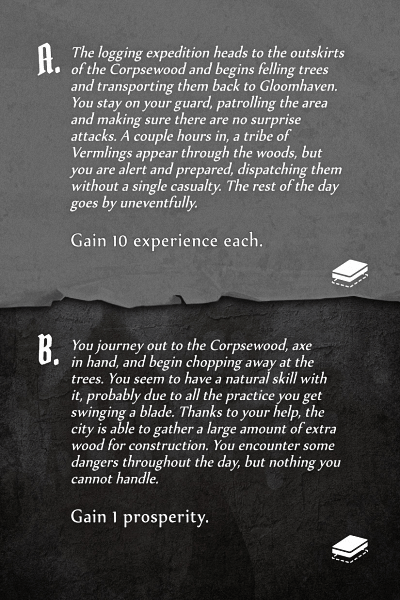 A. The logging expedition heads to the outskirts
of the Corpsewood and begins felling trees
and transporting them back to Gloomhaven.
You stay on your guard, patrolling the area
and making sure there are no surprise
attacks. A couple hours in, a tribe of
Vermlings appear through the woods, but
you are alert and prepared, dispatching them
without a single casualty. The rest of the day
goes by uneventfully.
Gain 10 experience each.
B. You journey out to the Corpsewood, axe
in hand, and begin chopping away at the
trees. You seem to have a natural skill with
it, probably due to all the practice you get
swinging a blade. Thanks to your help, the
city is able to gather a large amount of extra
wood for construction. You encounter some
dangers throughout the day, but nothing you
cannot handle.
Gain 1 prosperity.